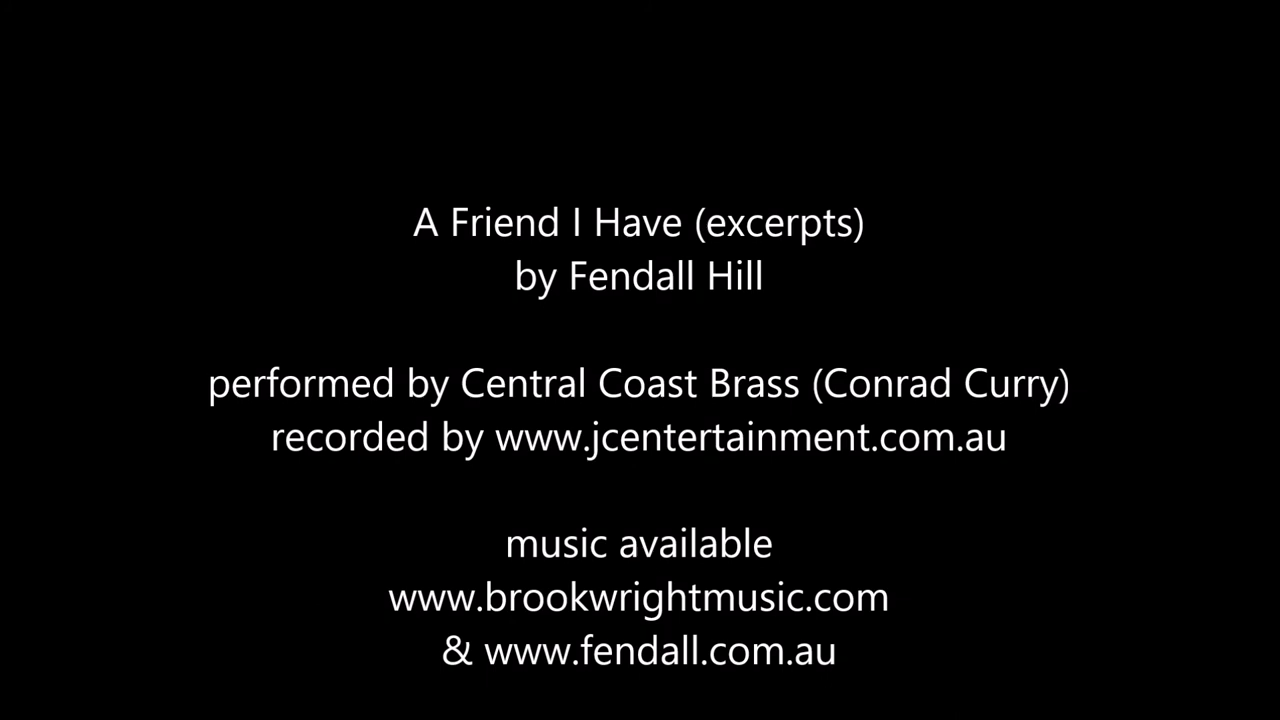 A Friend I Have (excerpts)
by Fendall Hill
performed by Central Coast Brass (Conrad Curry)
recorded by www.jcentertainment.com.au
music available
www.brookwrightmusic.com
& www.fendall.com.au